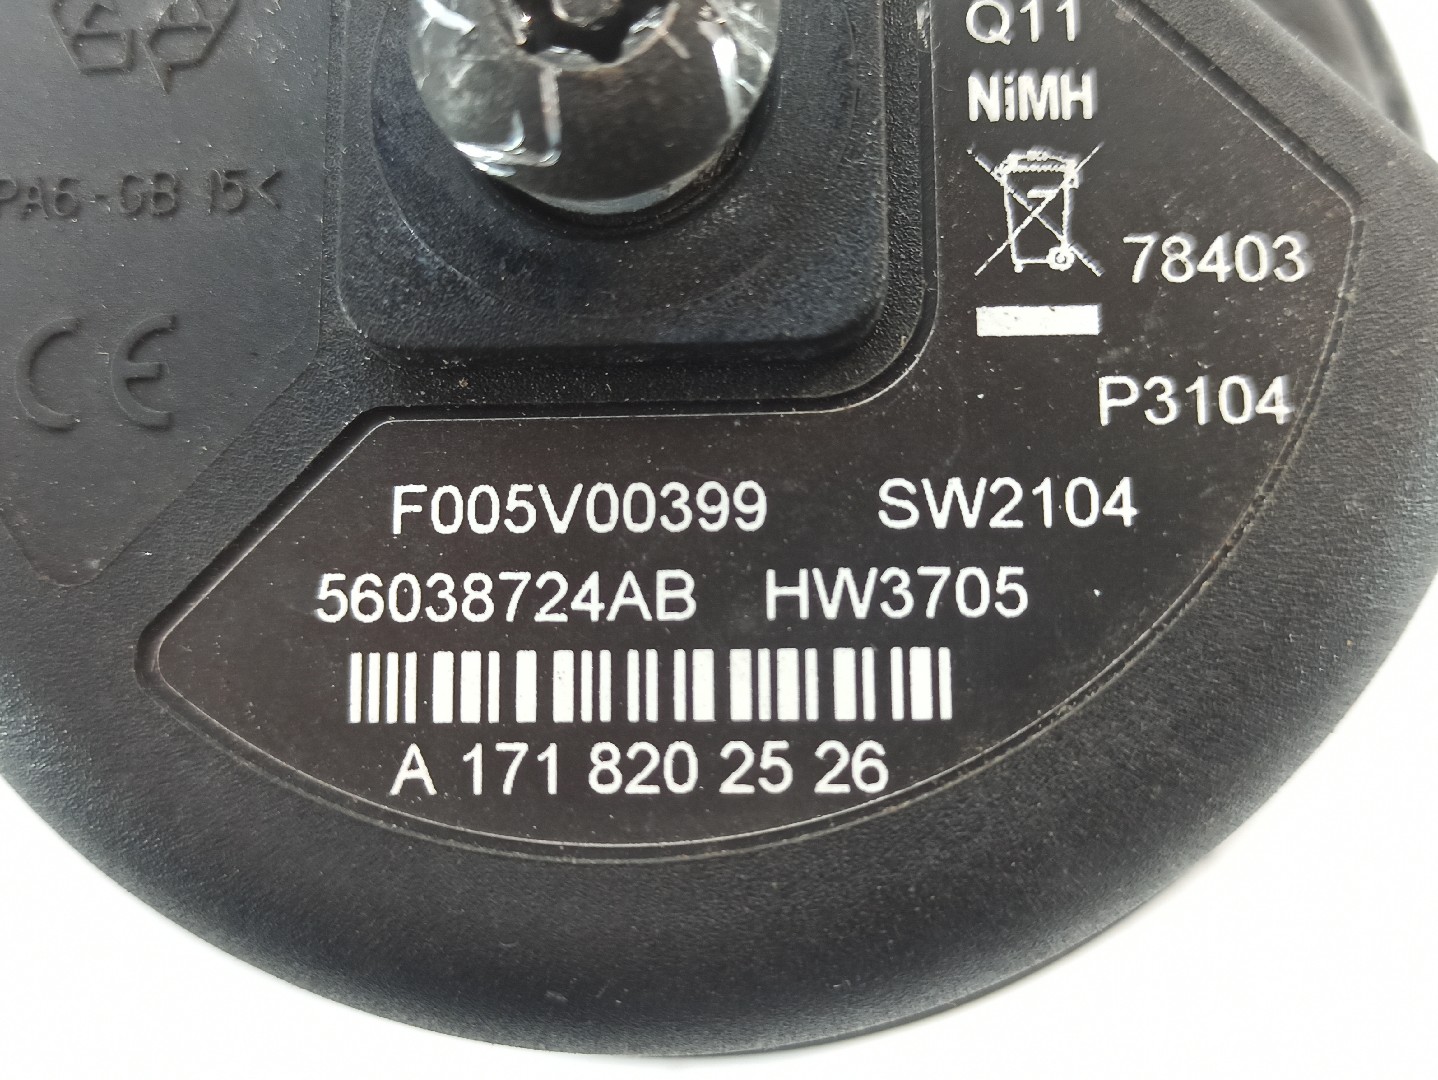 Q11
NiMH
PA6-GB 15<
78403
CE
P3104
F005V00399 SW2104
56038724AB HW3705
A 171 820 25 26